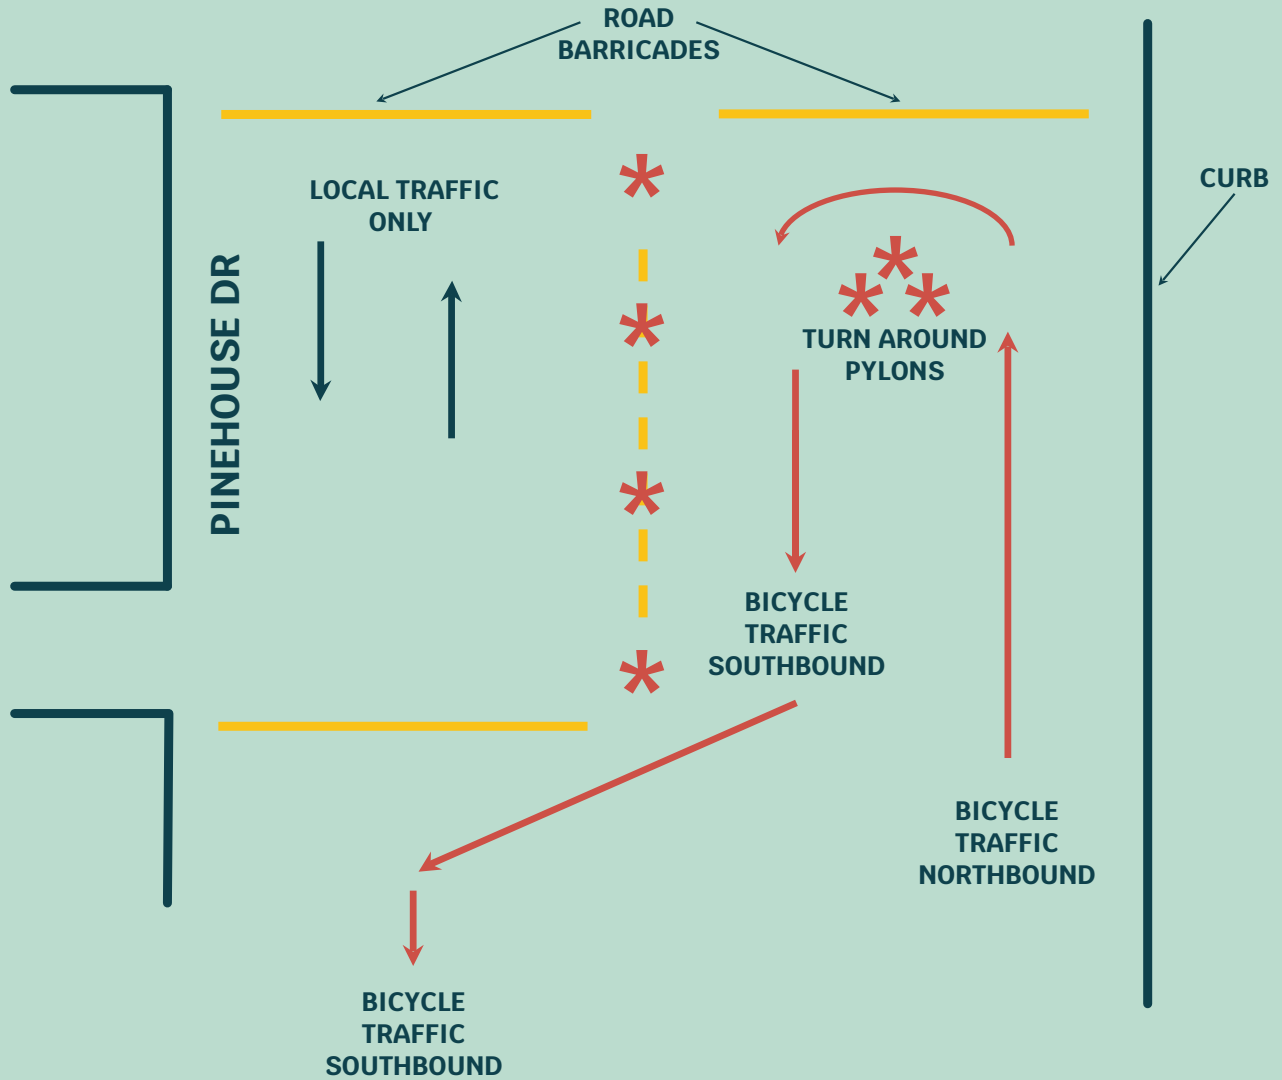 ROAD
BARRICADES
CURB
LOCAL TRAFFIC
ONLY
PINEHOUSE DR
TURN AROUND
PYLONS
BICYCLE
TRAFFIC
SOUTHBOUND
BICYCLE
TRAFFIC
NORTHBOUND
BICYCLE
TRAFFIC
SOUTHBOUND